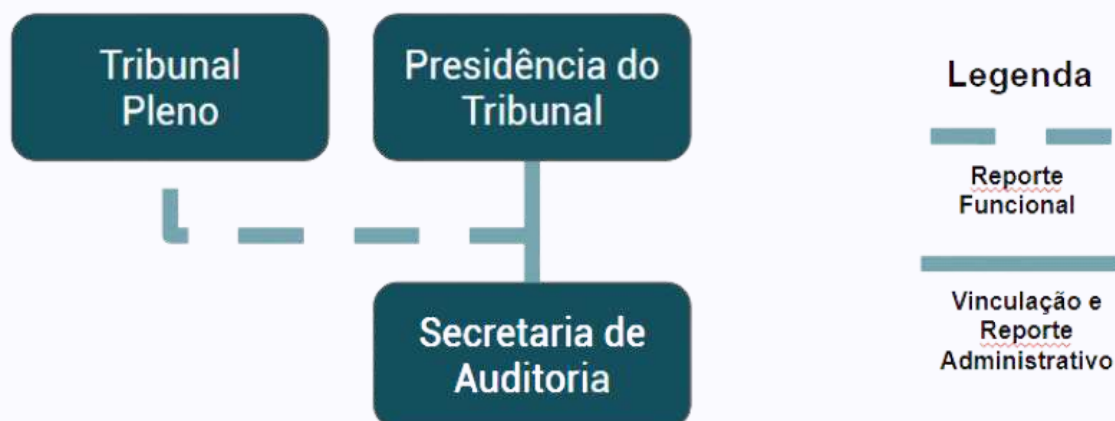 Tribunal
Pleno
Presidência do
Tribunal
Secretaria de
Auditoria
Legenda
Reporte
Funcional
Vinculação e
Reporte
Administrativo